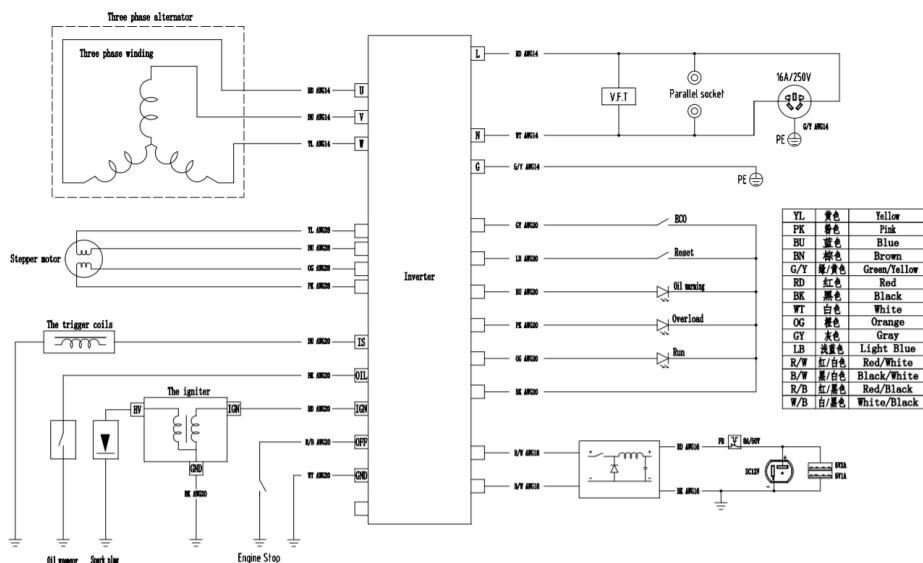 Three phase alternator
Three phase winding
RD AWG14
U
BU AWG14
V
YL AWG14
W
Stepper motor
YL AWG28
BU AWG28
OG AWG28
PK AWG28
The trigger coils
BU AWG20
IS
BK AWG20
OIL
The igniter
HV
IGN
RD AWG20
IGN
R/B AWG20
OFF
GND
WT AWG20
GND
BK AWG20
Spark plug
Engine Stop
Inverter
L
RD AWG14
V.F.T
Parallel socket
16A/250V
N
WT AWG14
PE
G/Y AWG14
G
G/Y AWG14
PE
GY AWG20
ECO
LB AWG20
Reset
BU AWG20
Oil warning
PK AWG20
Overload
OG AWG20
Run
BK AWG20
R/W AWG18
B/W AWG18
+
+
-
-
RD AWG16
BK AWG16
FR
8A/50V
DC12V
+
-
5V2A
5V1A
YL 黄色 Yellow
PK 粉色 Pink
BU 蓝色 Blue
BN 棕色 Brown
G/Y 绿/黄色 Green/Yellow
RD 红色 Red
BK 黑色 Black
WT 白色 White
OG 橙色 Orange
GY 灰色 Gray
LB 浅蓝色 Light Blue
R/W 红/白色 Red/White
B/W 黑/白色 Black/White
R/B 红/黑色 Red/Black
W/B 白/黑色 White/Black